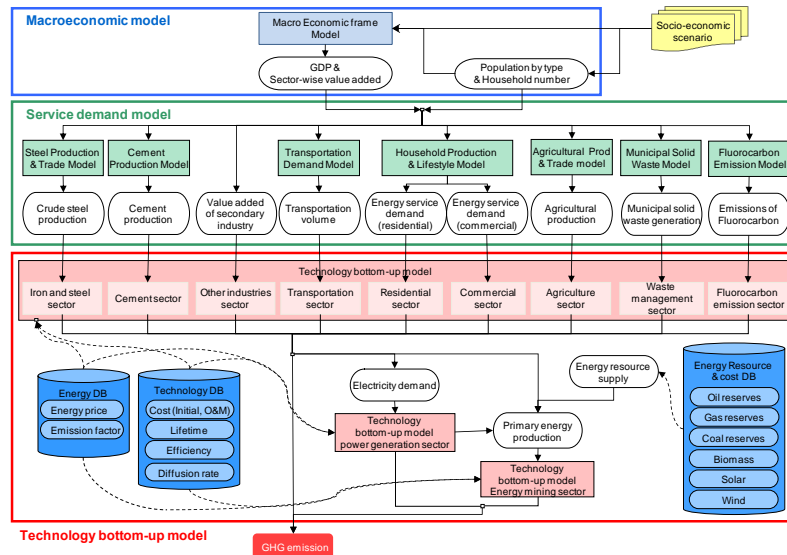 Macroeconomic model
Macro Economic frame
Model
Socio-economic
scenario
GDP &
Sector-wise value added
Population by type
& Household number
Service demand model
Steel Production
& Trade Model
Cement
Production Model
Transportation
Demand Model
Household Production
& Lifestyle Model
Agricultural Prod
& Trade model
Municipal Solid
Waste Model
Fluorocarbon
Emission Model
Crude steel
production
Cement
production
Value added
of secondary
industry
Transportation
volume
Energy service
demand
(residential)
Energy service
demand
(commercial)
Agricultural
production
Municipal solid
waste generation
Emissions of
Fluorocarbon
Technology bottom-up model
Iron and steel
sector
Cement sector
Other industries
sector
Transportation
sector
Residential
sector
Commercial
sector
Agriculture
sector
Waste
management
sector
Fluorocarbon
emission sector
Energy DB
Energy price
Emission factor
Technology DB
Cost (Initial, O&M)
Lifetime
Efficiency
Diffusion rate
Electricity demand
Technology
bottom-up model
power generation sector
Primary energy
production
Technology
bottom-up model
Energy mining sector
Energy resource
supply
Energy Resource
& cost DB
Oil reserves
Gas reserves
Coal reserves
Biomass
Solar
Wind
Technology bottom-up model
GHG emission